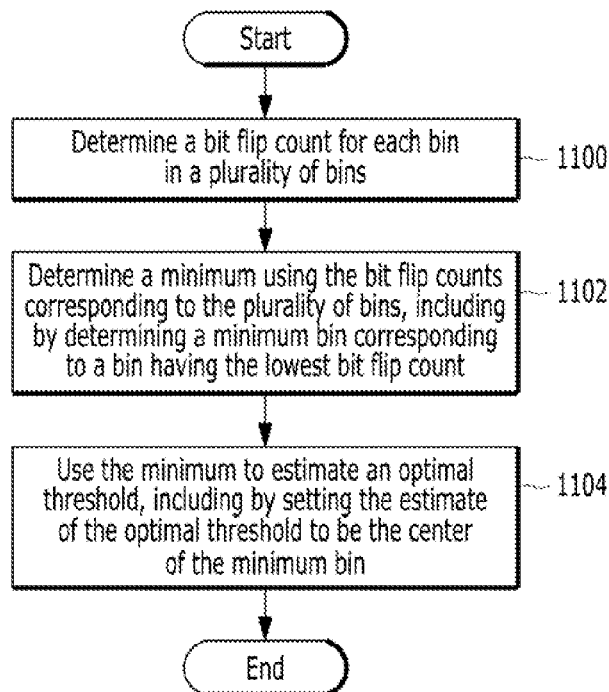 Start
Determine a bit flip count for each bin
in a plurality of bins
1100
Determine a minimum using the bit flip counts
corresponding to the plurality of bins, including
by determining a minimum bin corresponding
to a bin having the lowest bit flip count
1102
Use the minimum to estimate an optimal
threshold, including by setting the estimate
of the optimal threshold to be the center
of the minimum bin
1104
End